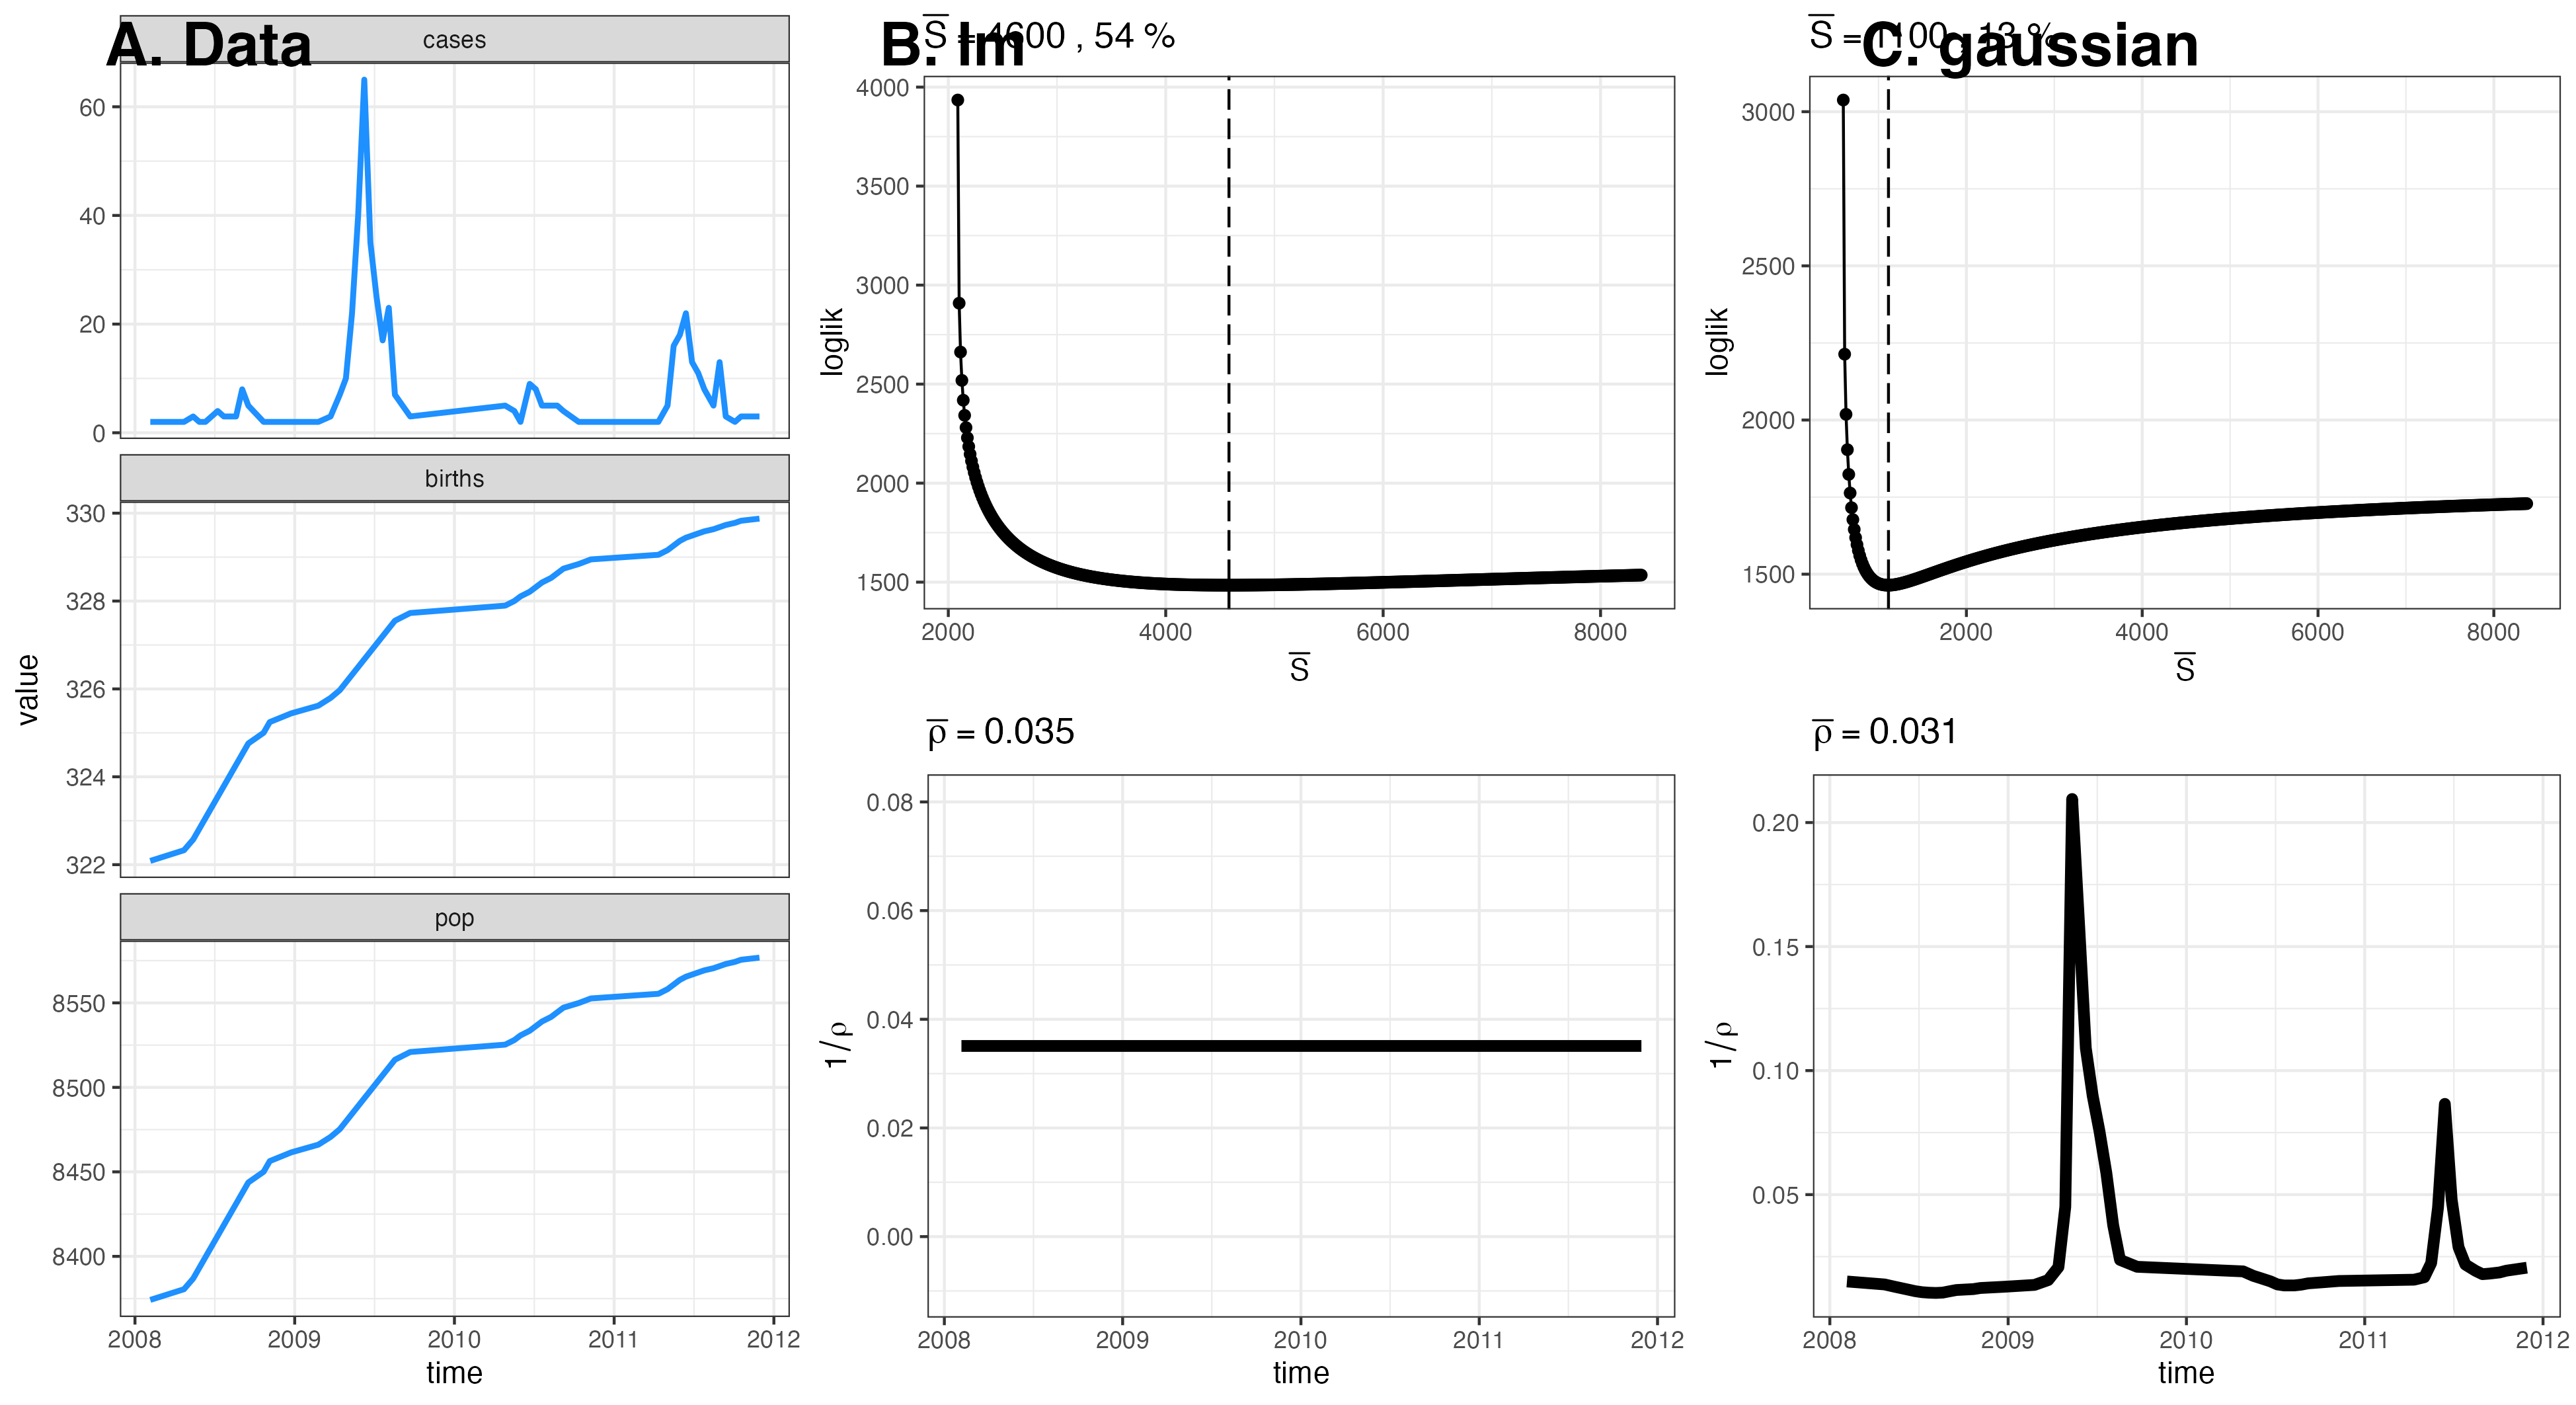 A. Data
cases
60
40
20
0
births
330
328
326
324
322
pop
8550
8500
8450
8400
2008 2009 2010 2011 2012
time
value
B. lm
S = 4600 , 54 %
4000
3500
3000
2500
2000
1500
loglik
2000 4000 6000 8000
S
ρ = 0.035
0.08
0.06
0.04
0.02
0.00
1/ρ
2008 2009 2010 2011 2012
time
C. gaussian
S = 1100 , 13 %
3000
2500
2000
1500
loglik
2000 4000 6000 8000
S
ρ = 0.031
0.20
0.15
0.10
0.05
1/ρ
2008 2009 2010 2011 2012
time